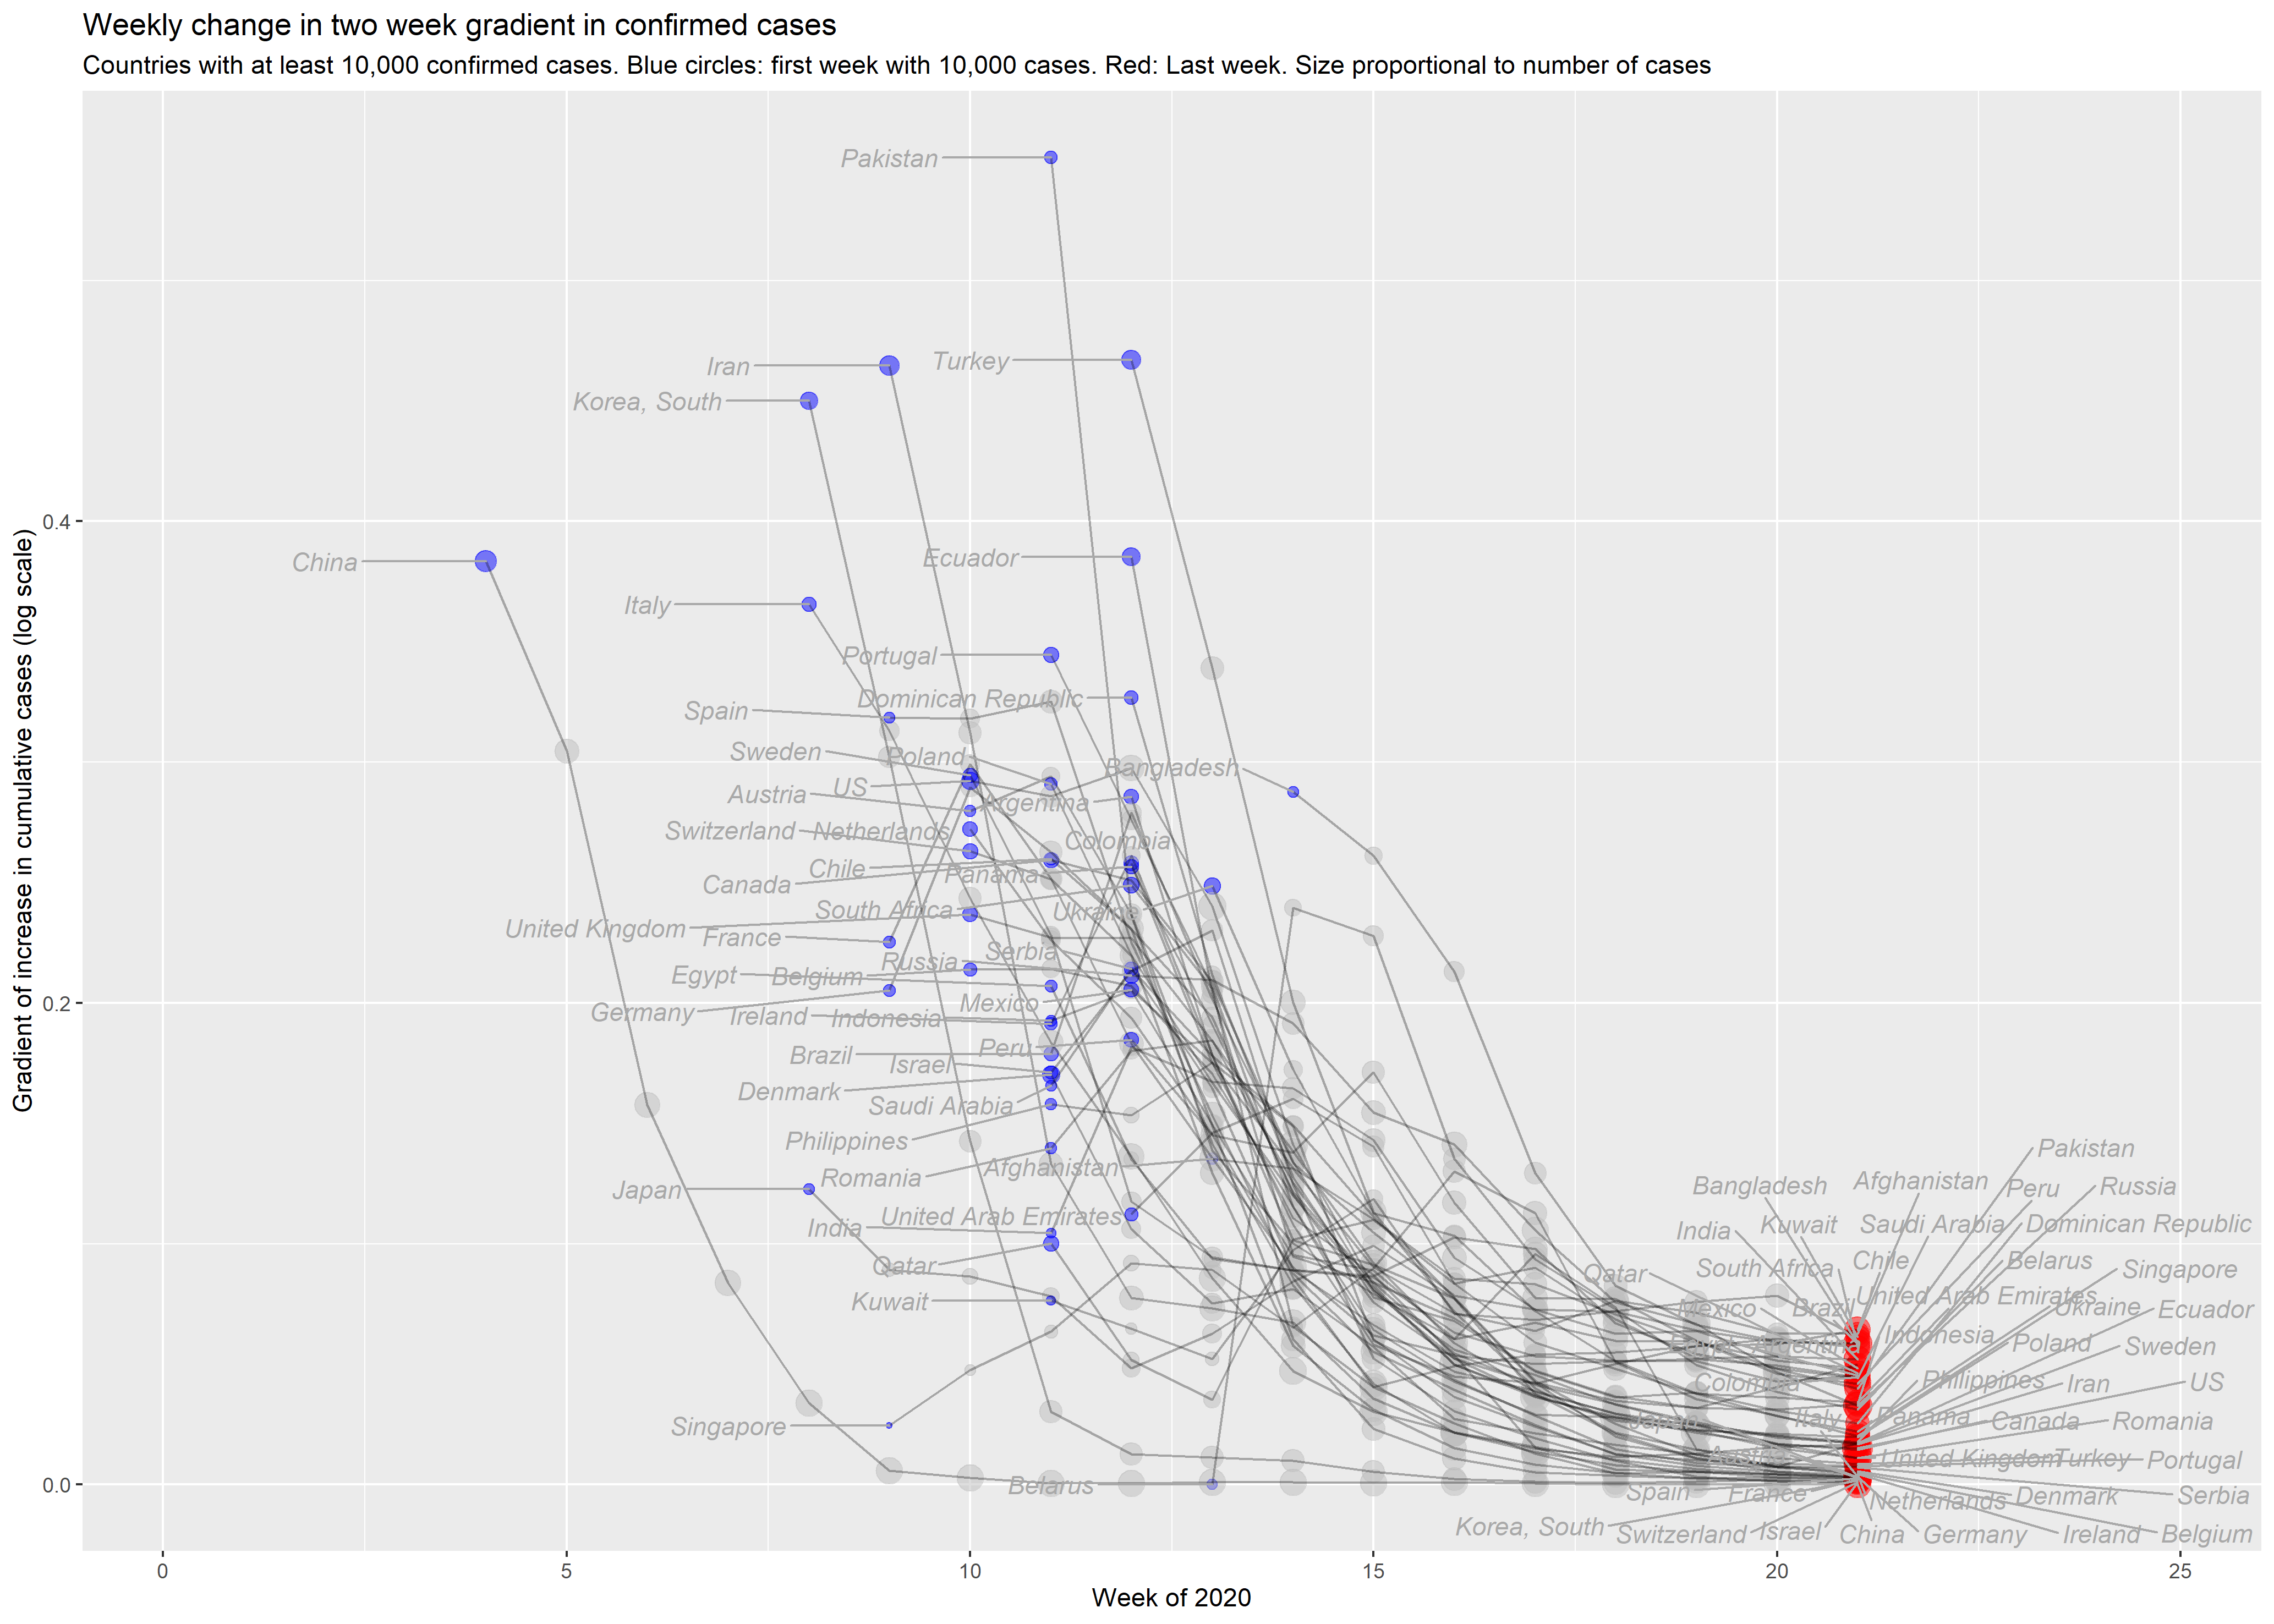 Weekly change in two week gradient in confirmed cases
Countries with at least 10,000 confirmed cases. Blue circles: first week with 10,000 cases. Red: Last week. Size proportional to number of cases
Gradient of increase in cumulative cases (log scale)
0.4
0.2
0.0
Pakistan
Iran
Turkey
Korea, South
China
Ecuador
Italy
Portugal
Dominican Republic
Spain
Sweden
Poland
Bangladesh
US
Austria
Argentina
Switzerland
Netherlands
Colombia
Chile
Panama
Canada
South Africa
Ukraine
United Kingdom
France
Serbia
Russia
Egypt
Belgium
Mexico
Germany
Ireland
Indonesia
Peru
Brazil
Israel
Denmark
Saudi Arabia
Philippines
Afghanistan
Romania
Japan
United Arab Emirates
India
Qatar
Kuwait
Singapore
Belarus
Pakistan
Afghanistan
Bangladesh
Peru
Russia
Kuwait
Saudi Arabia
Dominican Republic
India
Chile
Belarus
South Africa
Singapore
Qatar
United Arab Emirates
Mexico
Brazil
Ukraine
Ecuador
Indonesia
Egypt
Argentina
Poland
Sweden
Colombia
Philippines
Iran
US
Japan
Italy
Panama
Canada
Romania
Austria
United Kingdom
Turkey
Portugal
Spain
France
Netherlands
Denmark
Serbia
Korea, South
Switzerland
Israel
China
Germany
Ireland
Belgium
0
5
10
15
20
25
Week of 2020